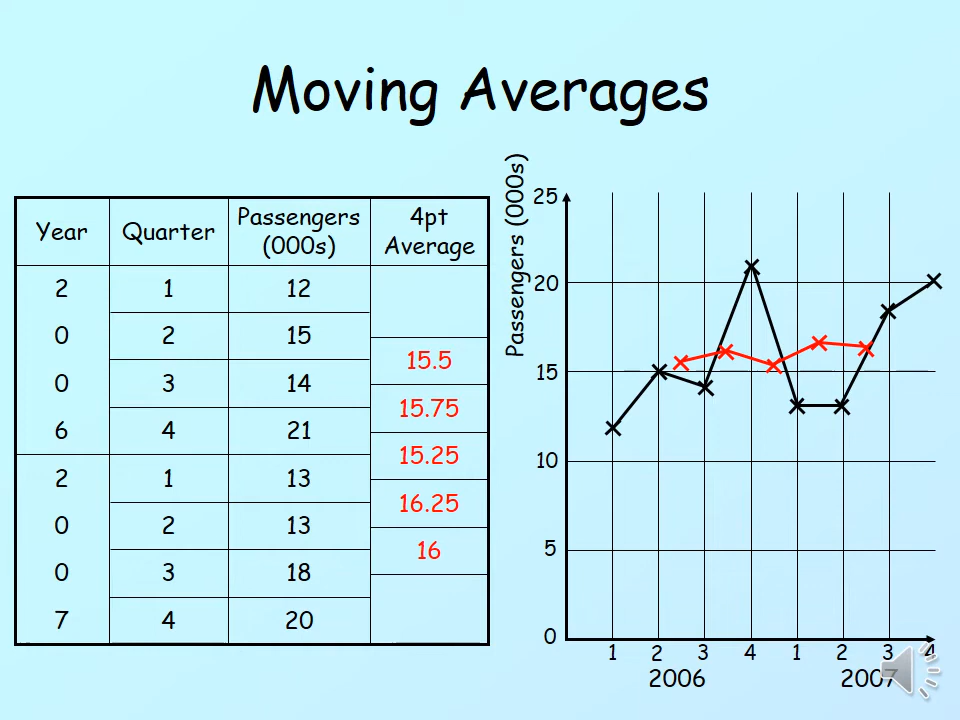 Moving Averages
Year Quarter Passengers (000s) 4pt Average
2 1 12
0 2 15
15.5
0 3 14
15.75
6 4 21
15.25
2 1 13
16.25
0 2 13
16
0 3 18
7 4 20
Passengers (000s)
25
20
15
10
5
0
1 2 3 4 1 2 3 4
2006 2007